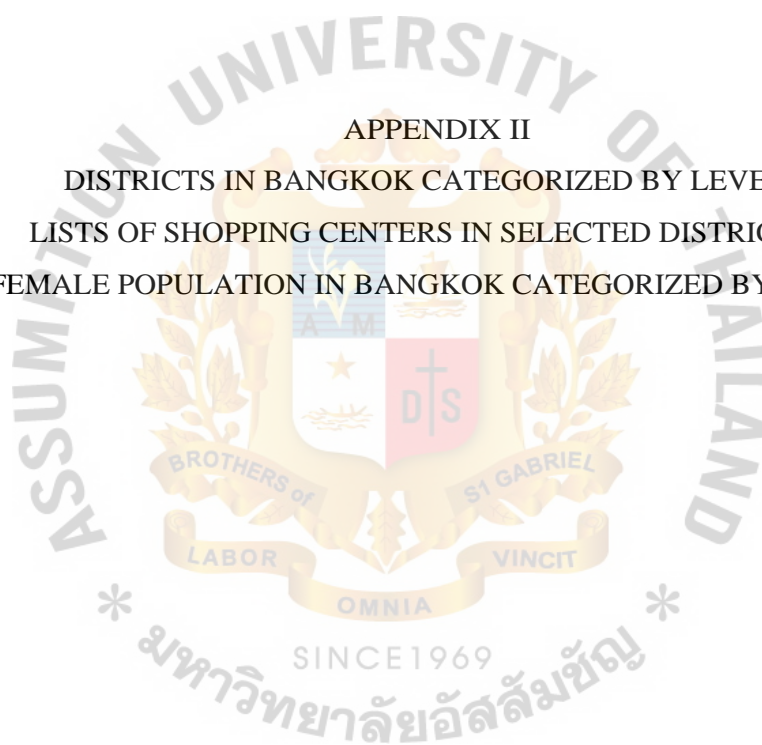 APPENDIX II
DISTRICTS IN BANGKOK CATEGORIZED BY LEVE
LISTS OF SHOPPING CENTERS IN SELECTED DISTRIC
FEMALE POPULATION IN BANGKOK CATEGORIZED BY
ASSUMPTION UNIVERSITY OF THAILAND
A M
D S
BROTHERS of
ST GABRIEL
LABOR
VINCIT
OMNIA
* SINCE1969 *
มหาวิทยาลัยอัสสัมชัญ